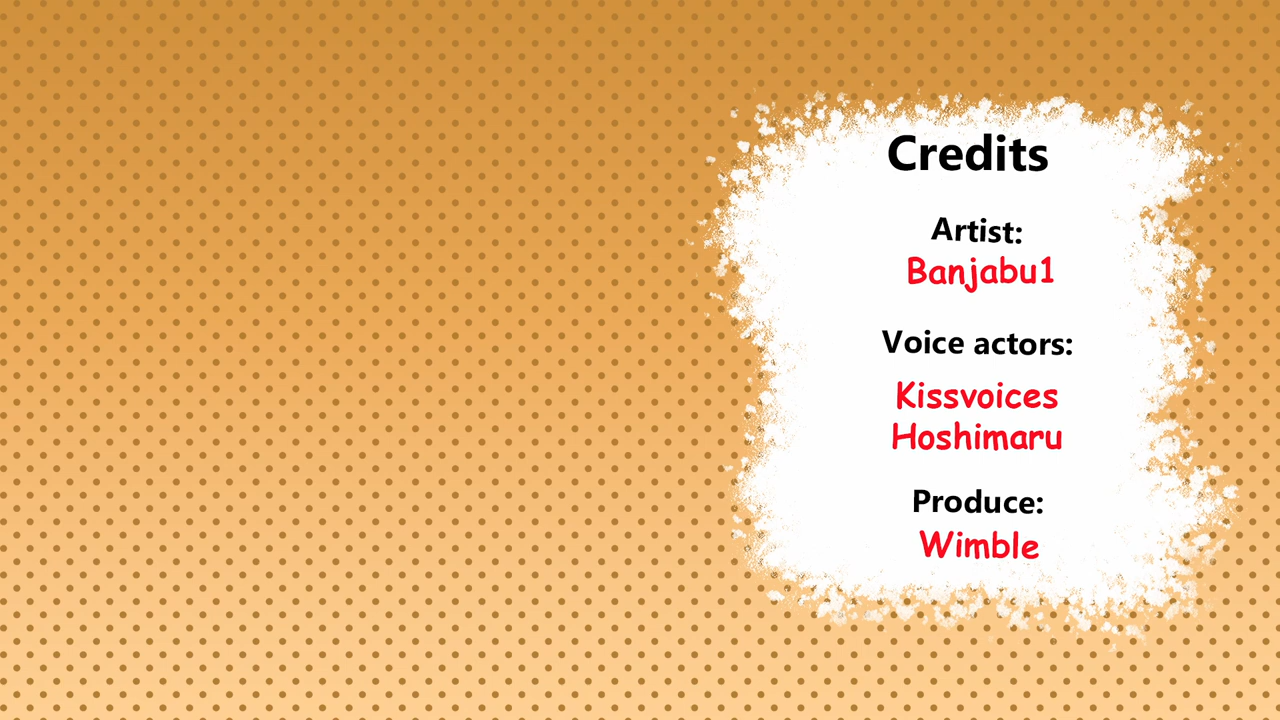 Credits
Artist:
Banjabu1
Voice actors:
Kissvoices
Hoshimaru
Produce:
Wimble